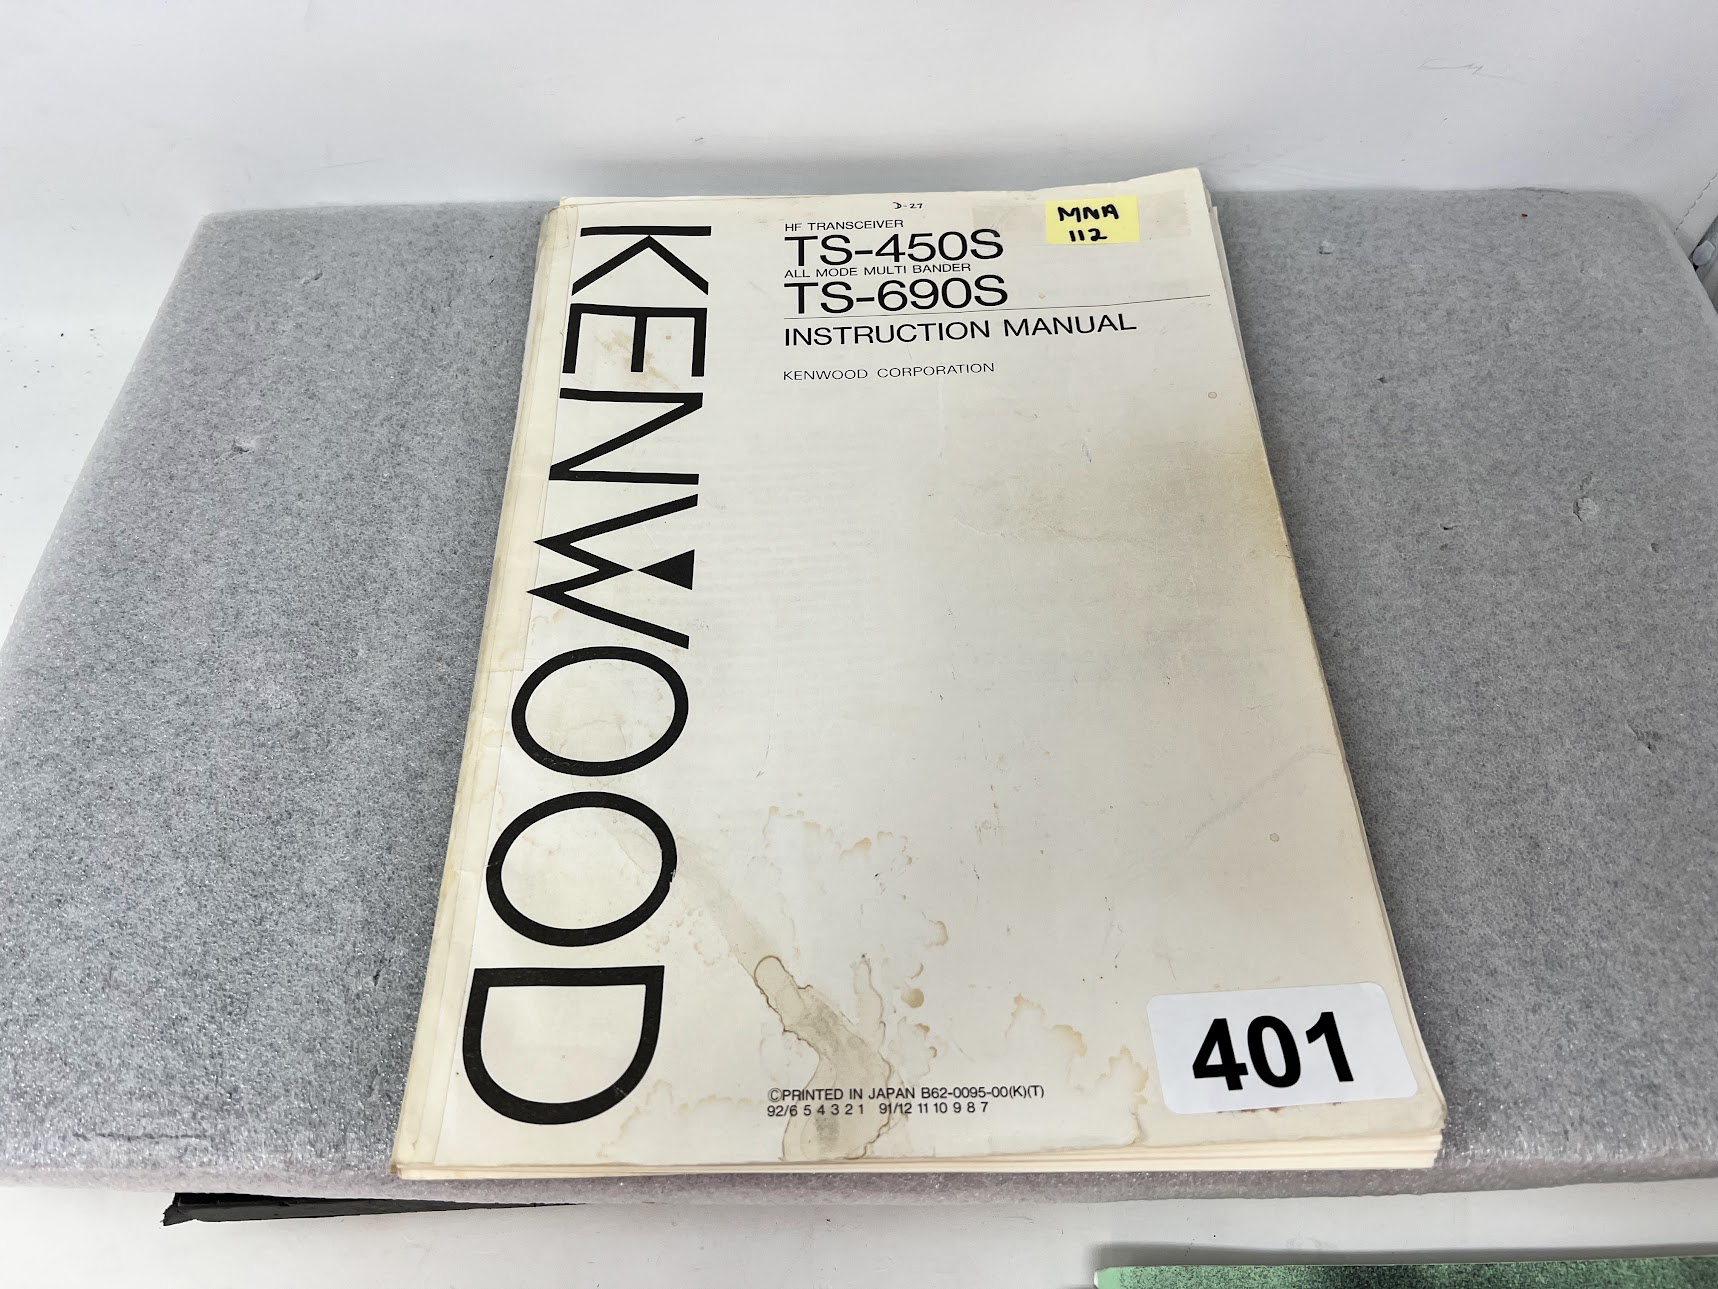 D-27
HF TRANSCEIVER
TS-450S
ALL MODE MULTI BANDER
TS-690S
INSTRUCTION MANUAL
KENWOOD CORPORATION
MNA
112
KENWOOD
©PRINTED IN JAPAN B62-0095-00(K)(T)
92/6 5 4 3 2 1 91/12 11 10 9 8 7
401